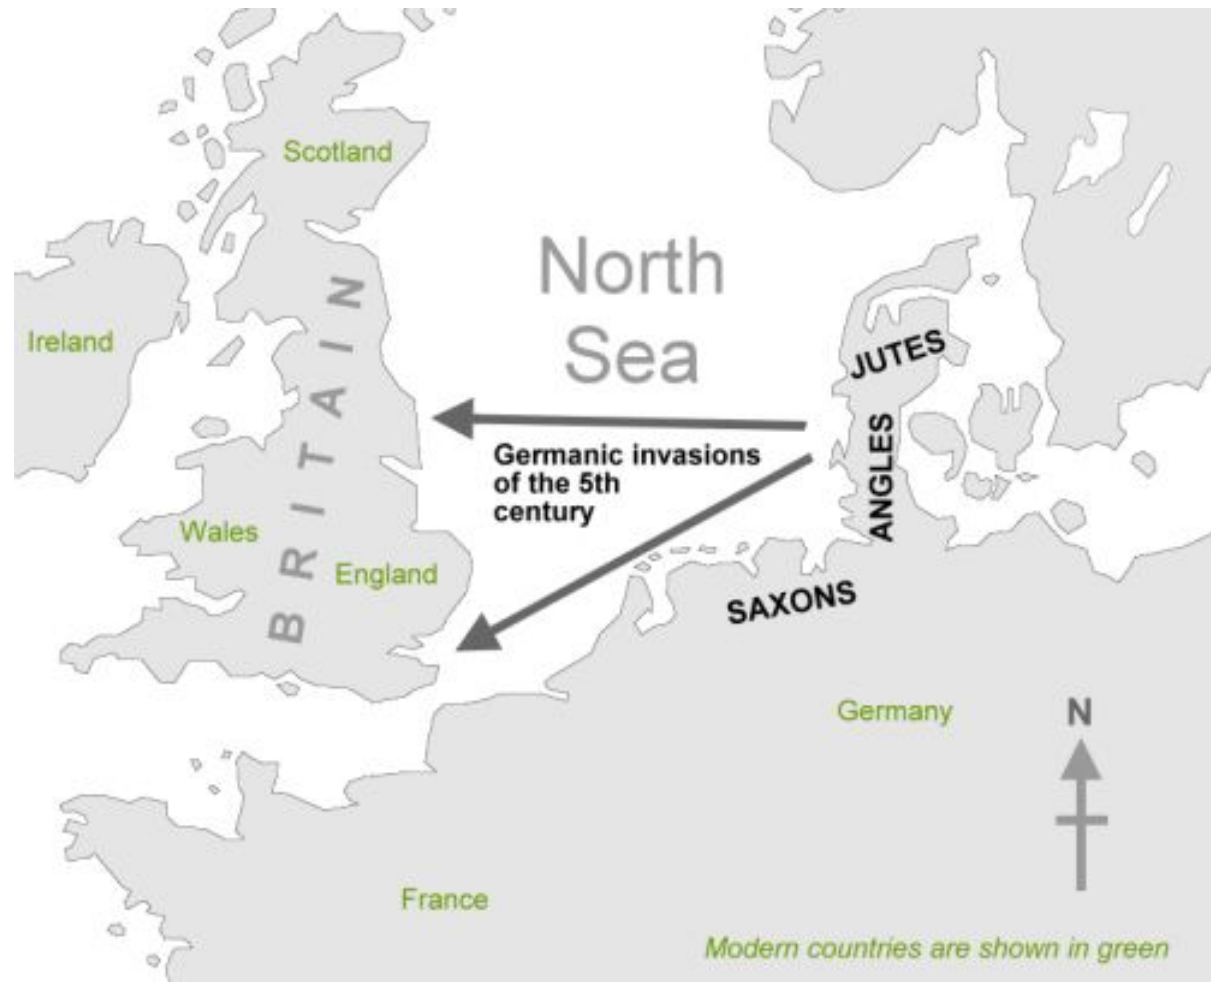 Scotland
North
Sea
Ireland
BRITAIN
JUTES
ANGLES
Germanic invasions
of the 5th
century
Wales
England
SAXONS
Germany
N
France
Modern countries are shown in green